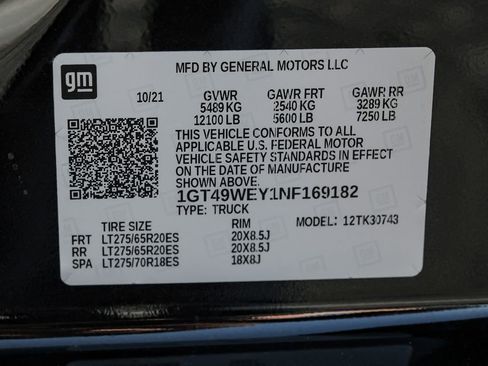 gm
MFD BY GENERAL MOTORS LLC
10/21 GVWR GAWR FRT GAWR RR
5489 KG 2540 KG 3289 KG
12100 LB 5600 LB 7250 LB
THIS VEHICLE CONFORMS TO ALL
APPLICABLE U.S. FEDERAL MOTOR
VEHICLE SAFETY STANDARDS IN EFFECT
ON THE DATE OF MANUFACTURE
SHOWN ABOVE.
1GT49WEY1NF169182
TYPE: TRUCK
TIRE SIZE RIM MODEL: 12TK30743
FRT LT275/65R20ES 20X8.5J
RR LT275/65R20ES 20X8.5J
SPA LT275/70R18ES 18X8J